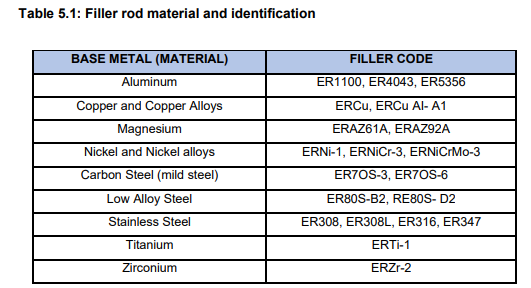 Table 5.1: Filler rod material and identification
BASE METAL (MATERIAL) FILLER CODE
Aluminum ER1100, ER4043, ER5356
Copper and Copper Alloys ERCu, ERCu Al- A1
Magnesium ERAZ61A, ERAZ92A
Nickel and Nickel alloys ERNi-1, ERNiCr-3, ERNiCrMo-3
Carbon Steel (mild steel) ER7OS-3, ER7OS-6
Low Alloy Steel ER80S-B2, RE80S- D2
Stainless Steel ER308, ER308L, ER316, ER347
Titanium ERTi-1
Zirconium ERZr-2